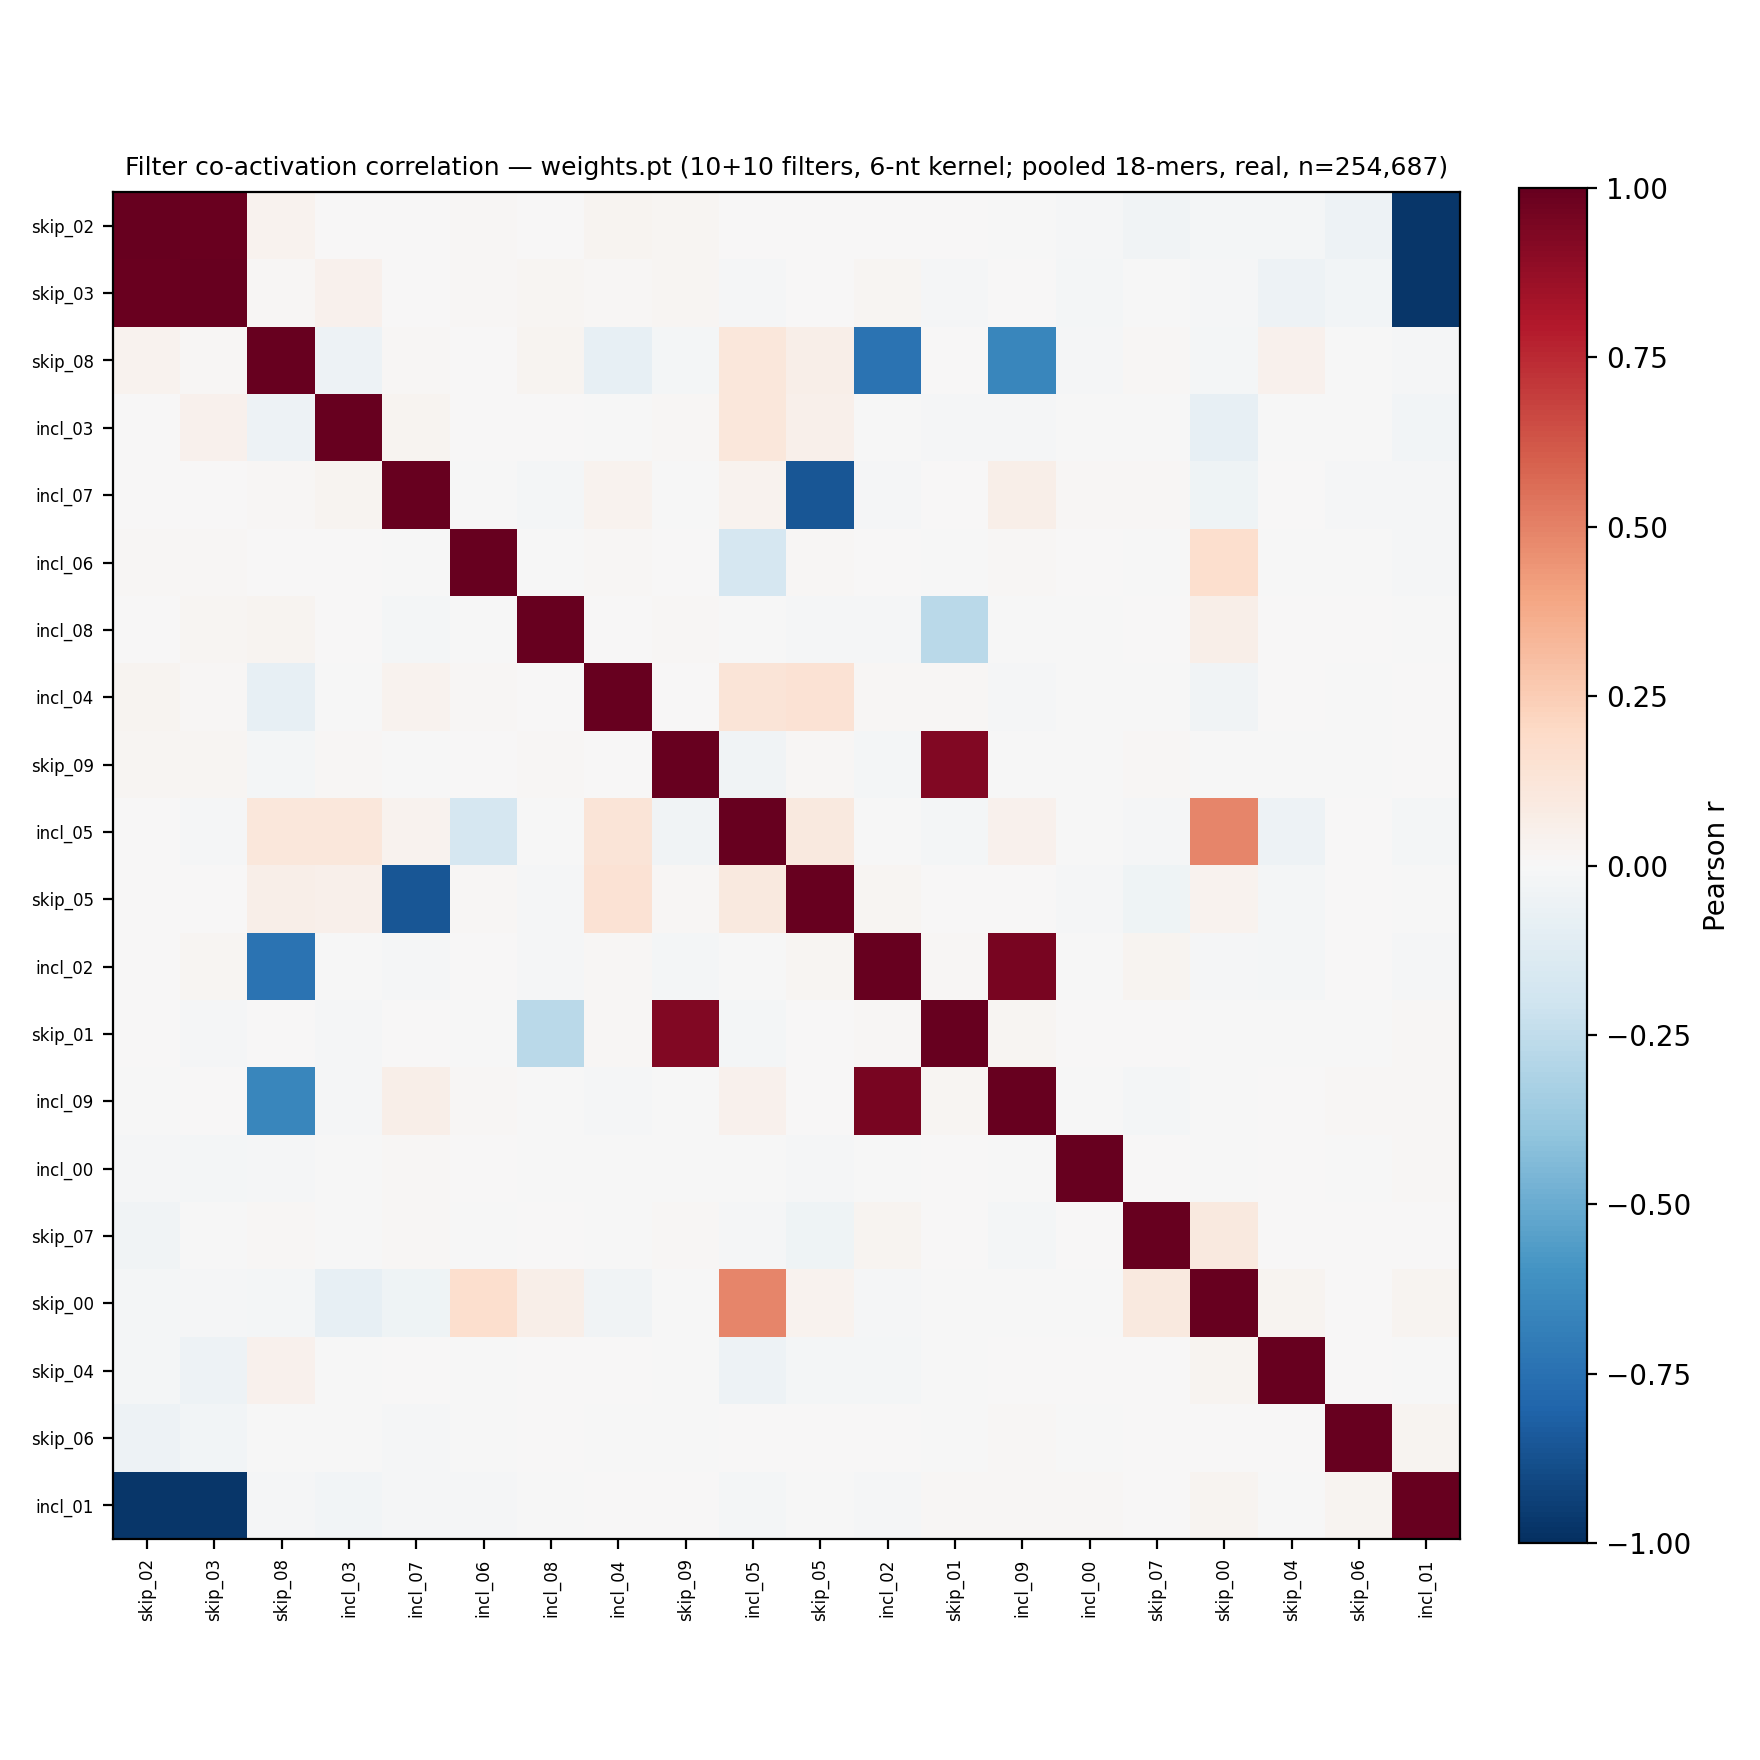 Filter co-activation correlation — weights.pt (10+10 filters, 6-nt kernel; pooled 18-mers, real, n=254,687)
skip_02
skip_03
skip_08
incl_03
incl_07
incl_06
incl_08
incl_04
skip_09
incl_05
skip_05
incl_02
skip_01
incl_09
incl_00
skip_07
skip_00
skip_04
skip_06
incl_01
skip_02
skip_03
skip_08
incl_03
incl_07
incl_06
incl_08
incl_04
skip_09
incl_05
skip_05
incl_02
skip_01
incl_09
incl_00
skip_07
skip_00
skip_04
skip_06
incl_01
1.00
0.75
0.50
0.25
0.00
−0.25
−0.50
−0.75
−1.00
Pearson r